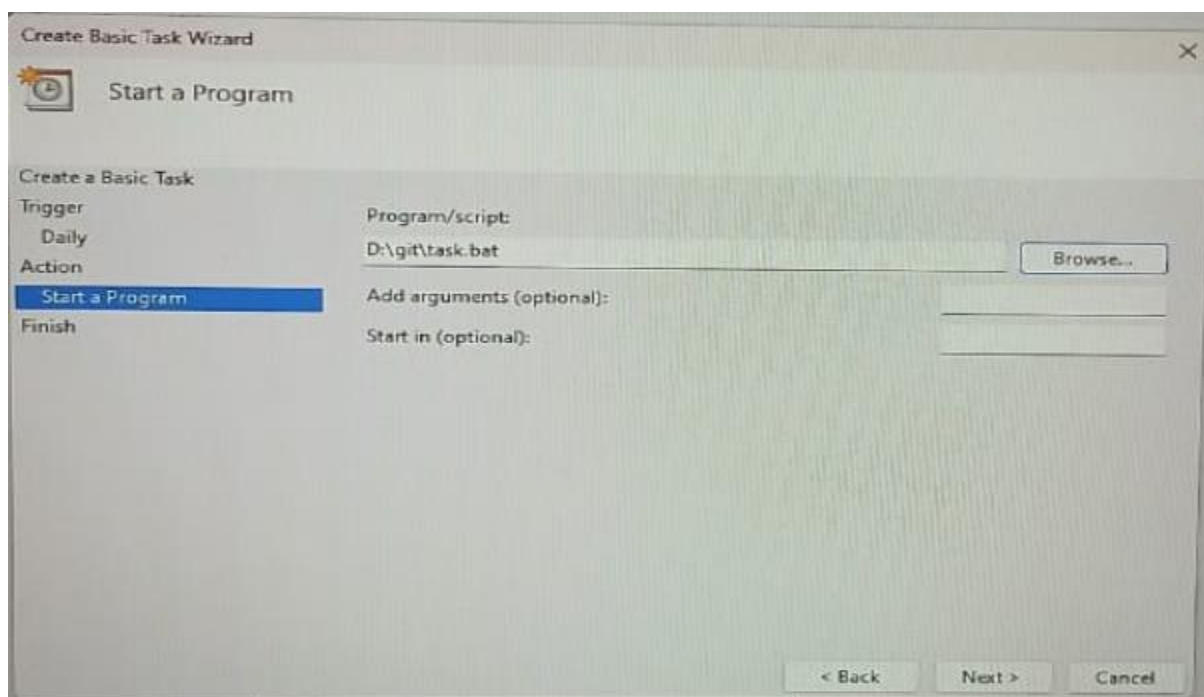 Create Basic Task Wizard
Start a Program
Create a Basic Task
Trigger
Daily
Action
Start a Program
Finish
Program/script:
D:\git\task.bat
Browse...
Add arguments (optional):
Start in (optional):
< Back
Next >
Cancel